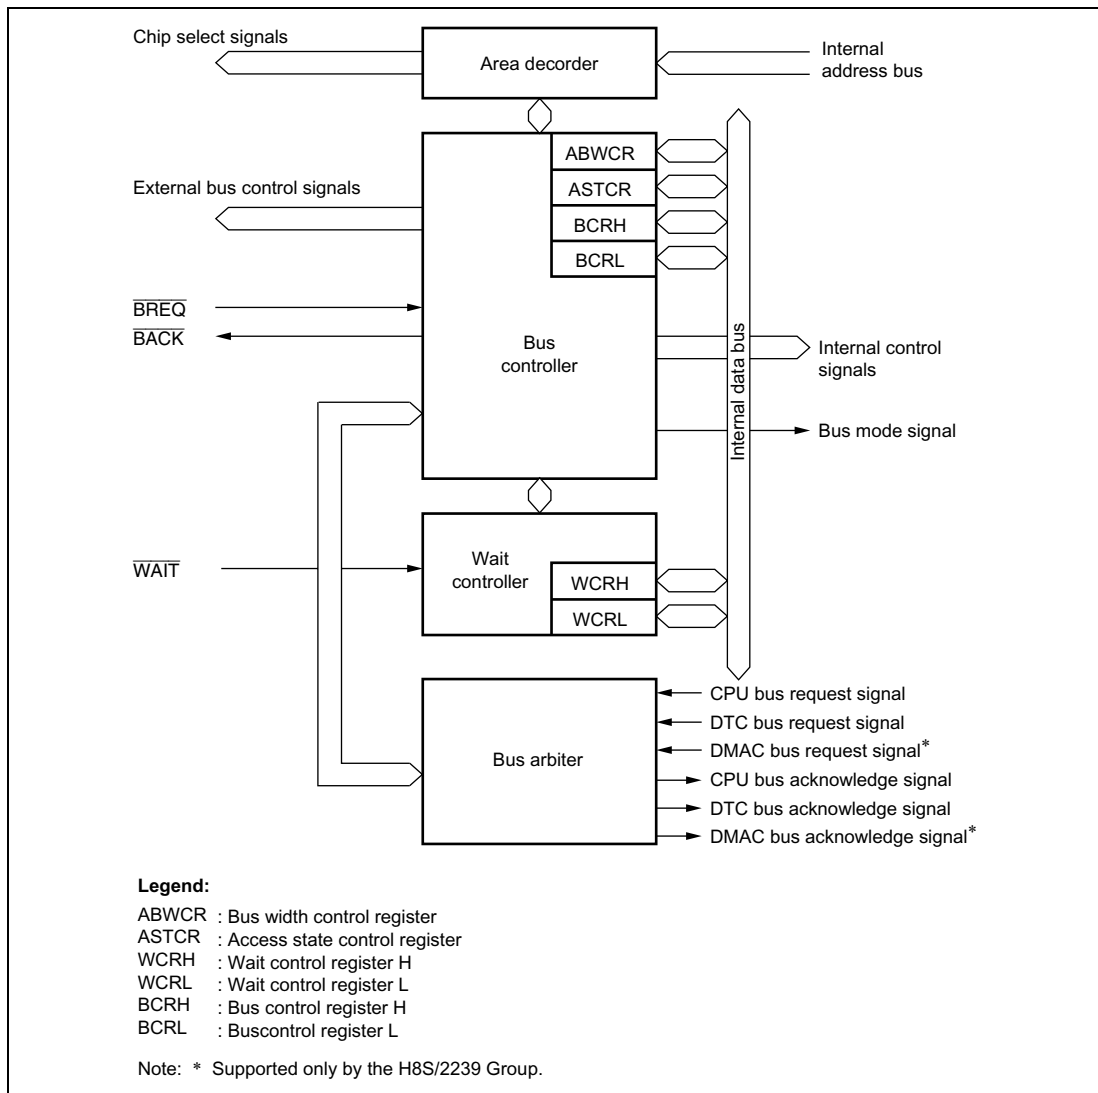 Chip select signals
Area decorder
Internal
address bus
ABWCR
ASTCR
BCRH
BCRL
External bus control signals
BREQ
BACK
Bus
controller
Internal data bus
Internal control
signals
Bus mode signal
WAIT
Wait
controller
WCRH
WCRL
Bus arbiter
CPU bus request signal
DTC bus request signal
DMAC bus request signal*
CPU bus acknowledge signal
DTC bus acknowledge signal
DMAC bus acknowledge signal*
Legend:
ABWCR : Bus width control register
ASTCR : Access state control register
WCRH : Wait control register H
WCRL : Wait control register L
BCRH : Bus control register H
BCRL : Buscontrol register L
Note: * Supported only by the H8S/2239 Group.